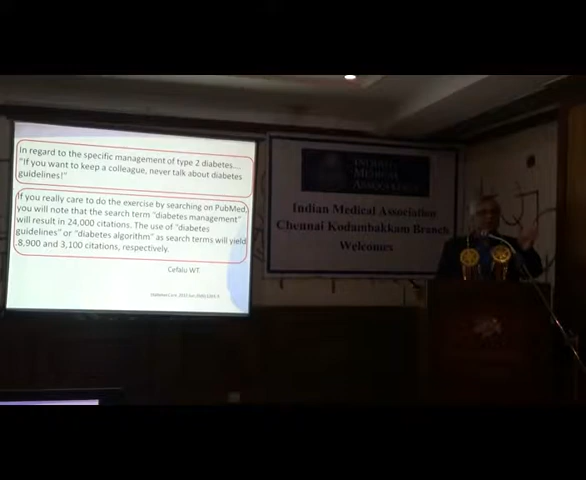 In regard to the specific management of type 2 diabetes....
"If you want to keep a colleague, never talk about diabetes
guidelines!"
If you really care to do the exercise by searching on PubMed,
you will note that the search term "diabetes management"
will result in 24,000 citations. The use of "diabetes
guidelines" or "diabetes algorithm" as search terms will yield
8,900 and 3,100 citations, respectively.
Cefalu WT.
INDIAN
MEDICAL
ASSOCIATION
Indian Medical Association
Chennai Kodambakkam Branch
Welcomes